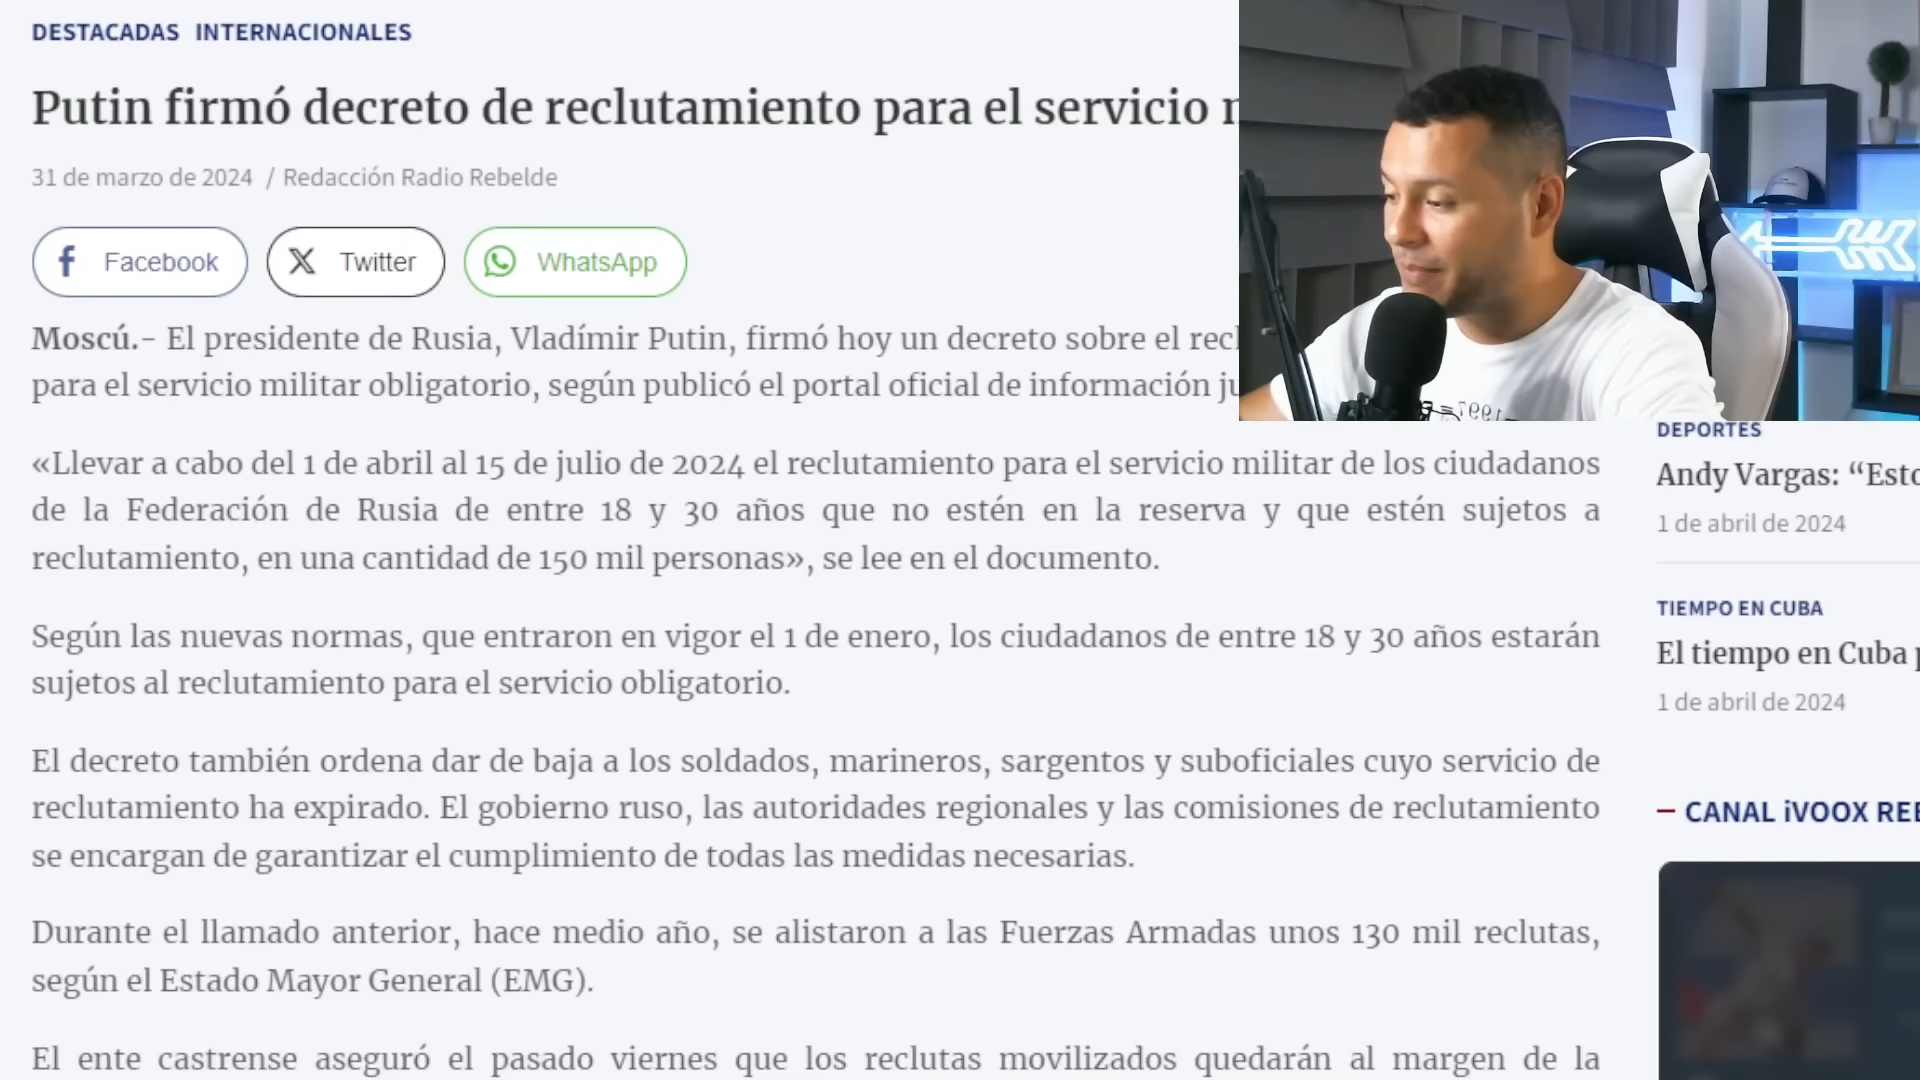 DESTACADAS INTERNACIONALES
Putin firmó decreto de reclutamiento para el servicio
31 de marzo de 2024 / Redacción Radio Rebelde
Facebook
Twitter
WhatsApp
Moscú.- El presidente de Rusia, Vladímir Putin, firmó hoy un decreto sobre el
para el servicio militar obligatorio, según publicó el portal oficial de información
«Llevar a cabo del 1 de abril al 15 de julio de 2024 el reclutamiento para el servicio militar de los ciudadanos
de la Federación de Rusia de entre 18 y 30 años que no estén en la reserva y que estén sujetos a
reclutamiento, en una cantidad de 150 mil personas», se lee en el documento.
Según las nuevas normas, que entraron en vigor el 1 de enero, los ciudadanos de entre 18 y 30 años estarán
sujetos al reclutamiento para el servicio obligatorio.
El decreto también ordena dar de baja a los soldados, marineros, sargentos y suboficiales cuyo servicio de
reclutamiento ha expirado. El gobierno ruso, las autoridades regionales y las comisiones de reclutamiento
se encargan de garantizar el cumplimiento de todas las medidas necesarias.
Durante el llamado anterior, hace medio año, se alistaron a las Fuerzas Armadas unos 130 mil reclutas,
según el Estado Mayor General (EMG).
El ente castrense aseguró el pasado viernes que los reclutas movilizados quedarán al margen de la
DEPORTES
Andy Vargas: “Esto
1 de abril de 2024
TIEMPO EN CUBA
El tiempo en Cuba
1 de abril de 2024
CANAL iVOOX